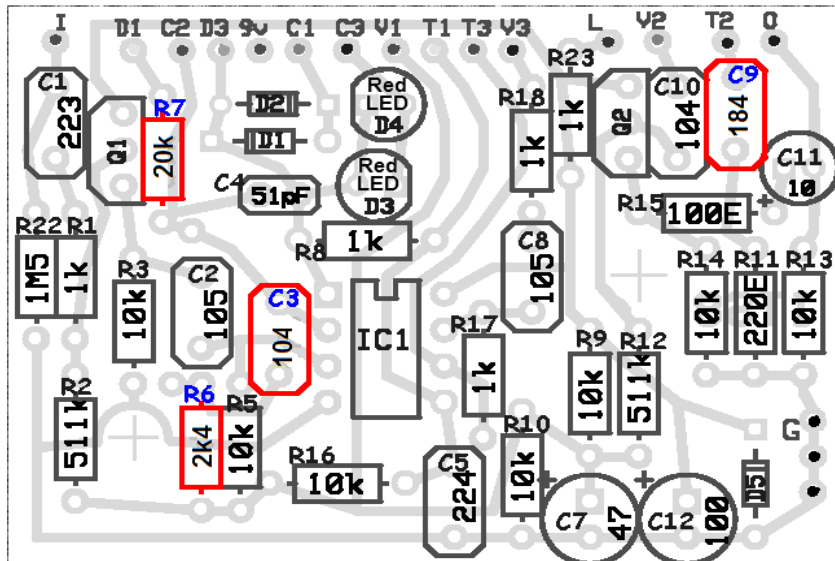 I D1 C2 D3 9v C1 C3 V1 T1 T3 V3 L V2 T2 O
C1
223
Q1
R7
20k
D2
D1
Red
LED
D4
Red
LED
D3
C4
51pF
R18
1k
R23
1k
Q2
C10
104
C9
184
C11
10
+
R15
100E
R22
1M5
R1
1k
R3
10k
C2
105
C3
104
R8
1k
IC1
C8
105
R17
1k
R14
10k
R11
220E
R13
10k
R9
10k
R12
511k
R2
511k
R6
2k4
R5
10k
R16
10k
C5
224
R10
10k
+
C7
47
+
C12
100
D5
G